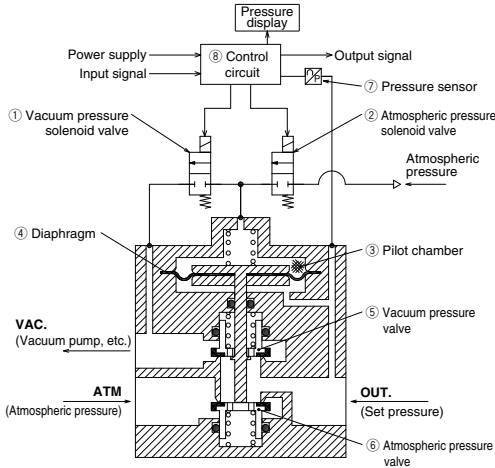 Pressure
display
Power supply
Input signal
⑧ Control
circuit
Output signal
P
⑦ Pressure sensor
① Vacuum pressure
solenoid valve
② Atmospheric pressure
solenoid valve
Atmospheric
pressure
④ Diaphragm
③ Pilot chamber
VAC.
(Vacuum pump, etc.)
⑤ Vacuum pressure
valve
ATM
(Atmospheric pressure)
OUT.
(Set pressure)
⑥ Atmospheric pressure
valve